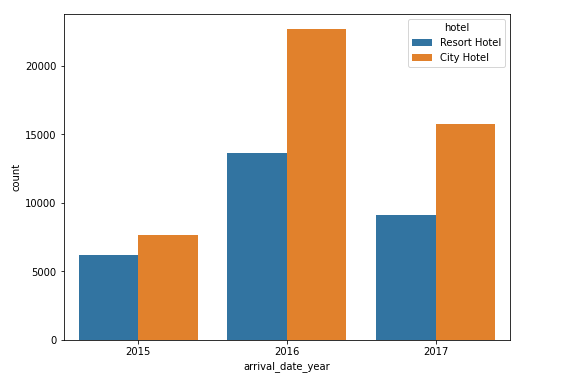 hotel
Resort Hotel
City Hotel
20000
15000
10000
5000
0
count
2015 2016 2017
arrival_date_year